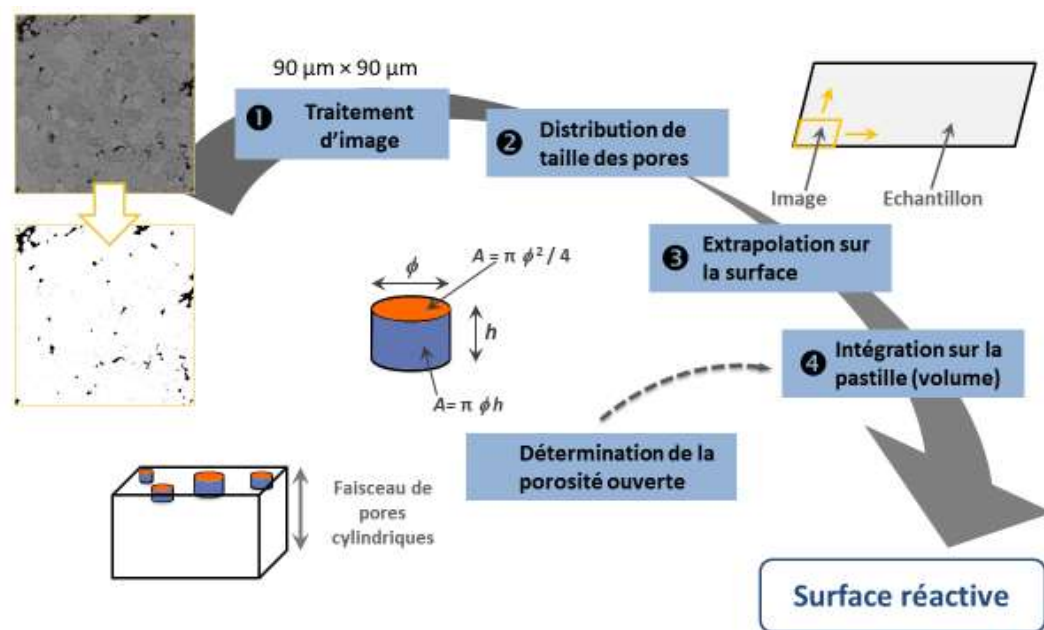 90 µm × 90 µm
❶ Traitement
d’image
❷ Distribution de
taille des pores
Image
Echantillon
❸ Extrapolation sur
la surface
A = π ϕ² / 4
ϕ
h
A= π ϕ h
❹ Intégration sur la
pastille (volume)
Détermination de la
porosité ouverte
Faisceau de
pores
cylindriques
Surface réactive